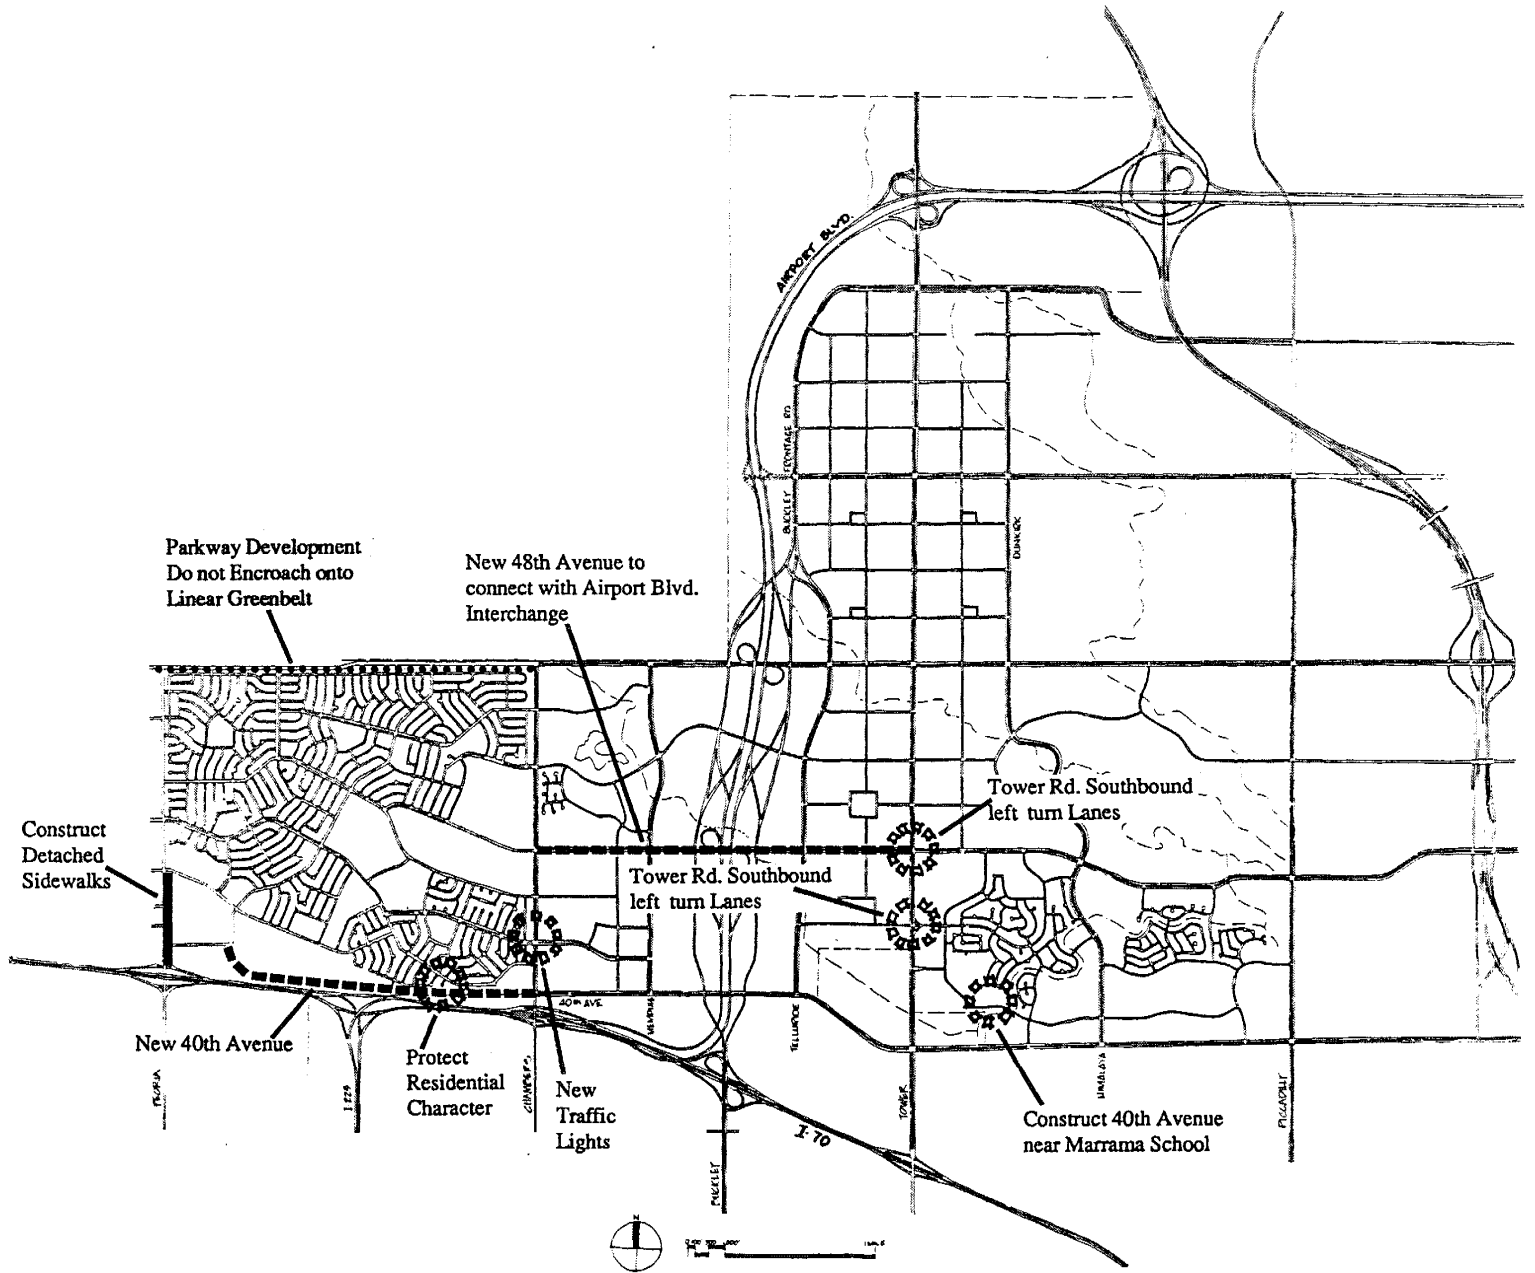 AIRPORT BLVD.
BUCKLEY FRONTAGE RD
DUNKIRK
Parkway Development
Do not Encroach onto
Linear Greenbelt
New 48th Avenue to
connect with Airport Blvd.
Interchange
Tower Rd. Southbound
left turn Lanes
Construct
Detached
Sidewalks
Tower Rd. Southbound
left turn Lanes
40TH AVE
New 40th Avenue
Protect
Residential
Character
New
Traffic
Lights
Construct 40th Avenue
near Marrama School
PEORIA
I-225
CHAMBERS
MEMPHIS
TELLURIDE
TOWER
HIMALAYA
PICCADILLY
BUCKLEY
I-70
N